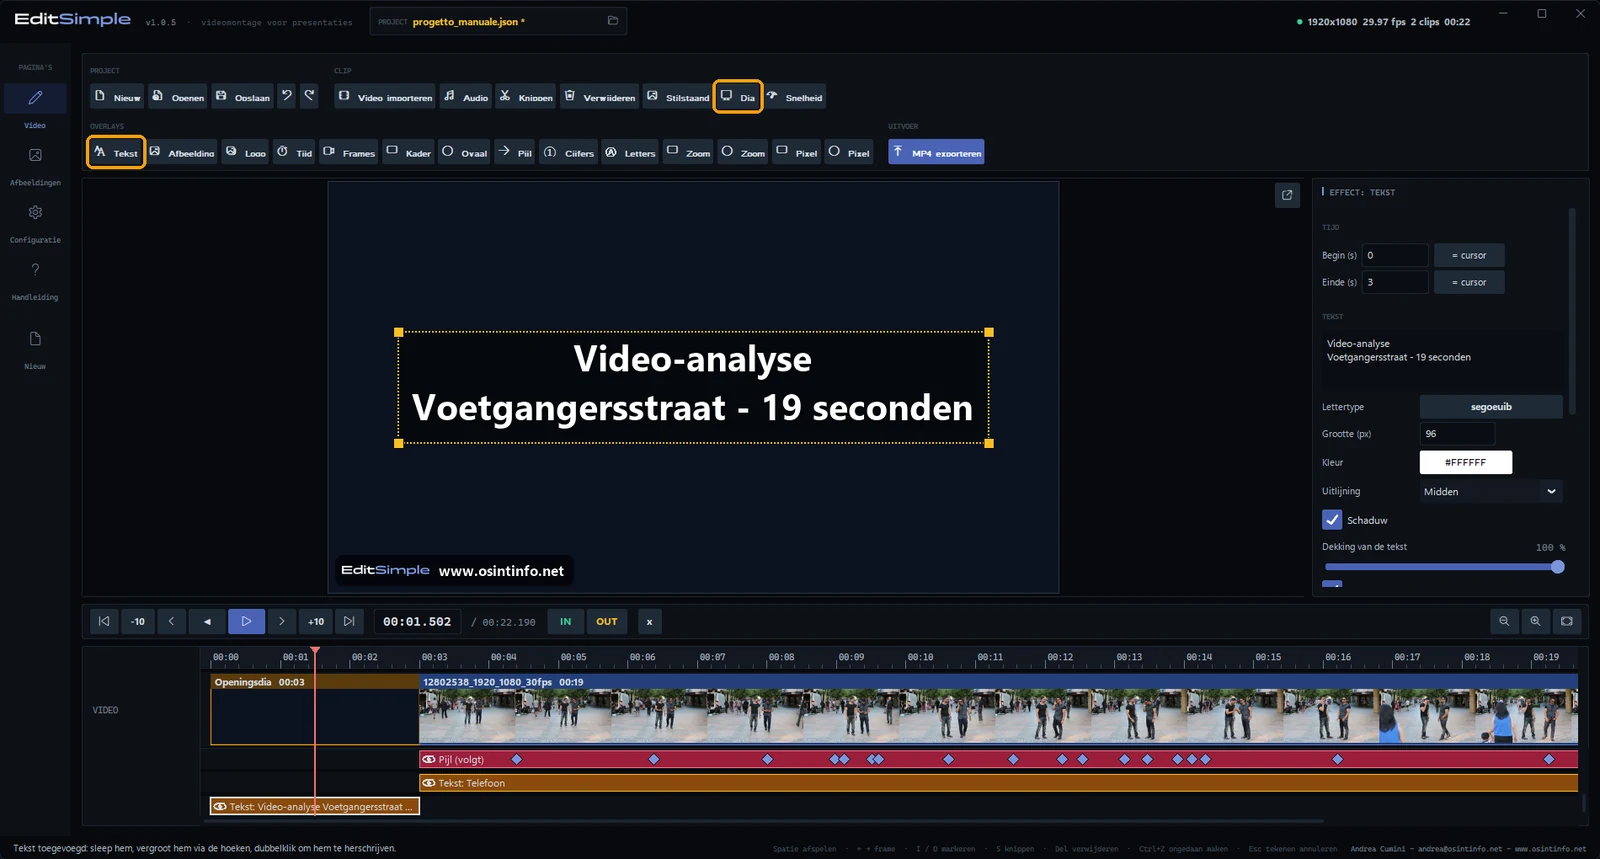 EditSimple v1.0.5 · videomontage voor presentaties
PROJECT progetto_manuale.json *
1920x1080 29.97 fps 2 clips 00:22
PAGINA'S
Video
Afbeeldingen
Configuratie
Handleiding
Nieuw
PROJECT
Nieuw Openen Opslaan
CLIP
Video importeren Audio Knippen Verwijderen Stilstaand Dia Snelheid
OVERLAYS
Tekst Afbeelding Logo Tijd Frames Kader Ovaal Pijl Cijfers Letters Zoom Zoom Pixel Pixel
UITVOER
MP4 exporteren
Video-analyse
Voetgangersstraat - 19 seconden
EditSimple www.osintinfo.net
EFFECT: TEKST
TIJD
Begin (s) 0 = cursor
Einde (s) 3 = cursor
TEKST
Video-analyse
Voetgangersstraat - 19 seconden
Lettertype segoeuib
Grootte (px) 96
Kleur #FFFFFF
Uitlijning Midden
Schaduw
Dekking van de tekst 100 %
-10 +10 00:01.502 / 00:22.190 IN OUT x
00:00 00:01 00:02 00:03 00:04 00:05 00:06 00:07 00:08 00:09 00:10 00:11 00:12 00:13 00:14 00:15 00:16 00:17 00:18 00:19
VIDEO
Openingsdia 00:03
12802538_1920_1080_30fps 00:19
Pijl (volgt)
Tekst: Telefoon
Tekst: Video-analyse Voetgangersstraat ...
Tekst toegevoegd: sleep hem, vergroot hem via de hoeken, dubbelklik om hem te herschrijven.
Spatie afspelen · ← → frame · I / O markeren · S knippen · Del verwijderen · Ctrl+Z ongedaan maken · Esc tekenen annuleren Andrea Cumini — andrea@osintinfo.net — www.osintinfo.net